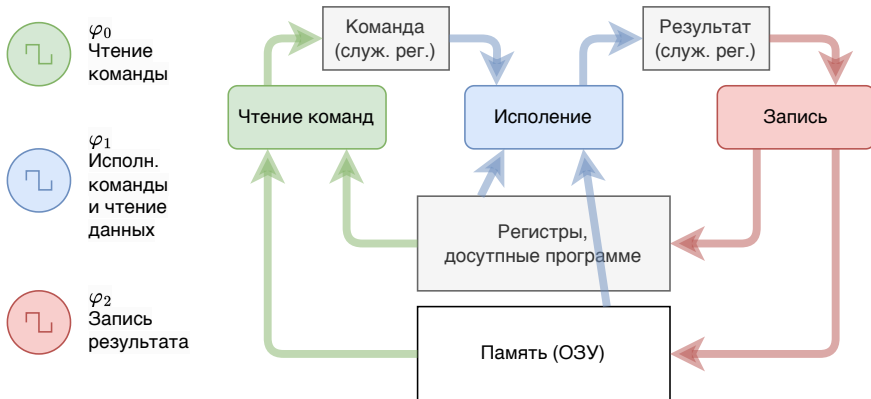 φ₀
Чтение
команды
φ₁
Исполн.
команды
и чтение
данных
φ₂
Запись
результата
Команда
(служ. рег.)
Результат
(служ. рег.)
Чтение команд
Исполение
Запись
Регистры,
досутпные программе
Память (ОЗУ)